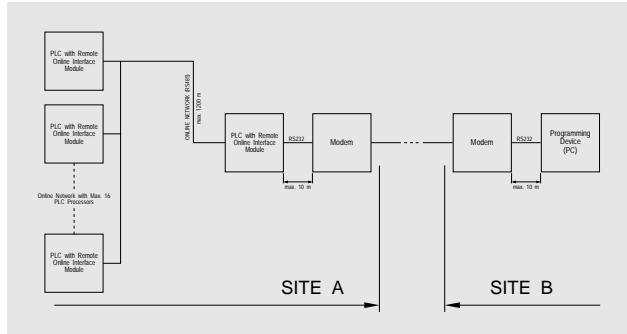 PLC with Remote
Online Interface
Module
PLC with Remote
Online Interface
Module
Online Network with Max. 16
PLC Processors
PLC with Remote
Online Interface
Module
ONLINE NETWORK (RS485)
max. 1200 m
PLC with Remote
Online Interface
Module
RS232
max. 10 m
Modem
Modem
RS232
max. 10 m
Programming
Device
(PC)
SITE A
SITE B